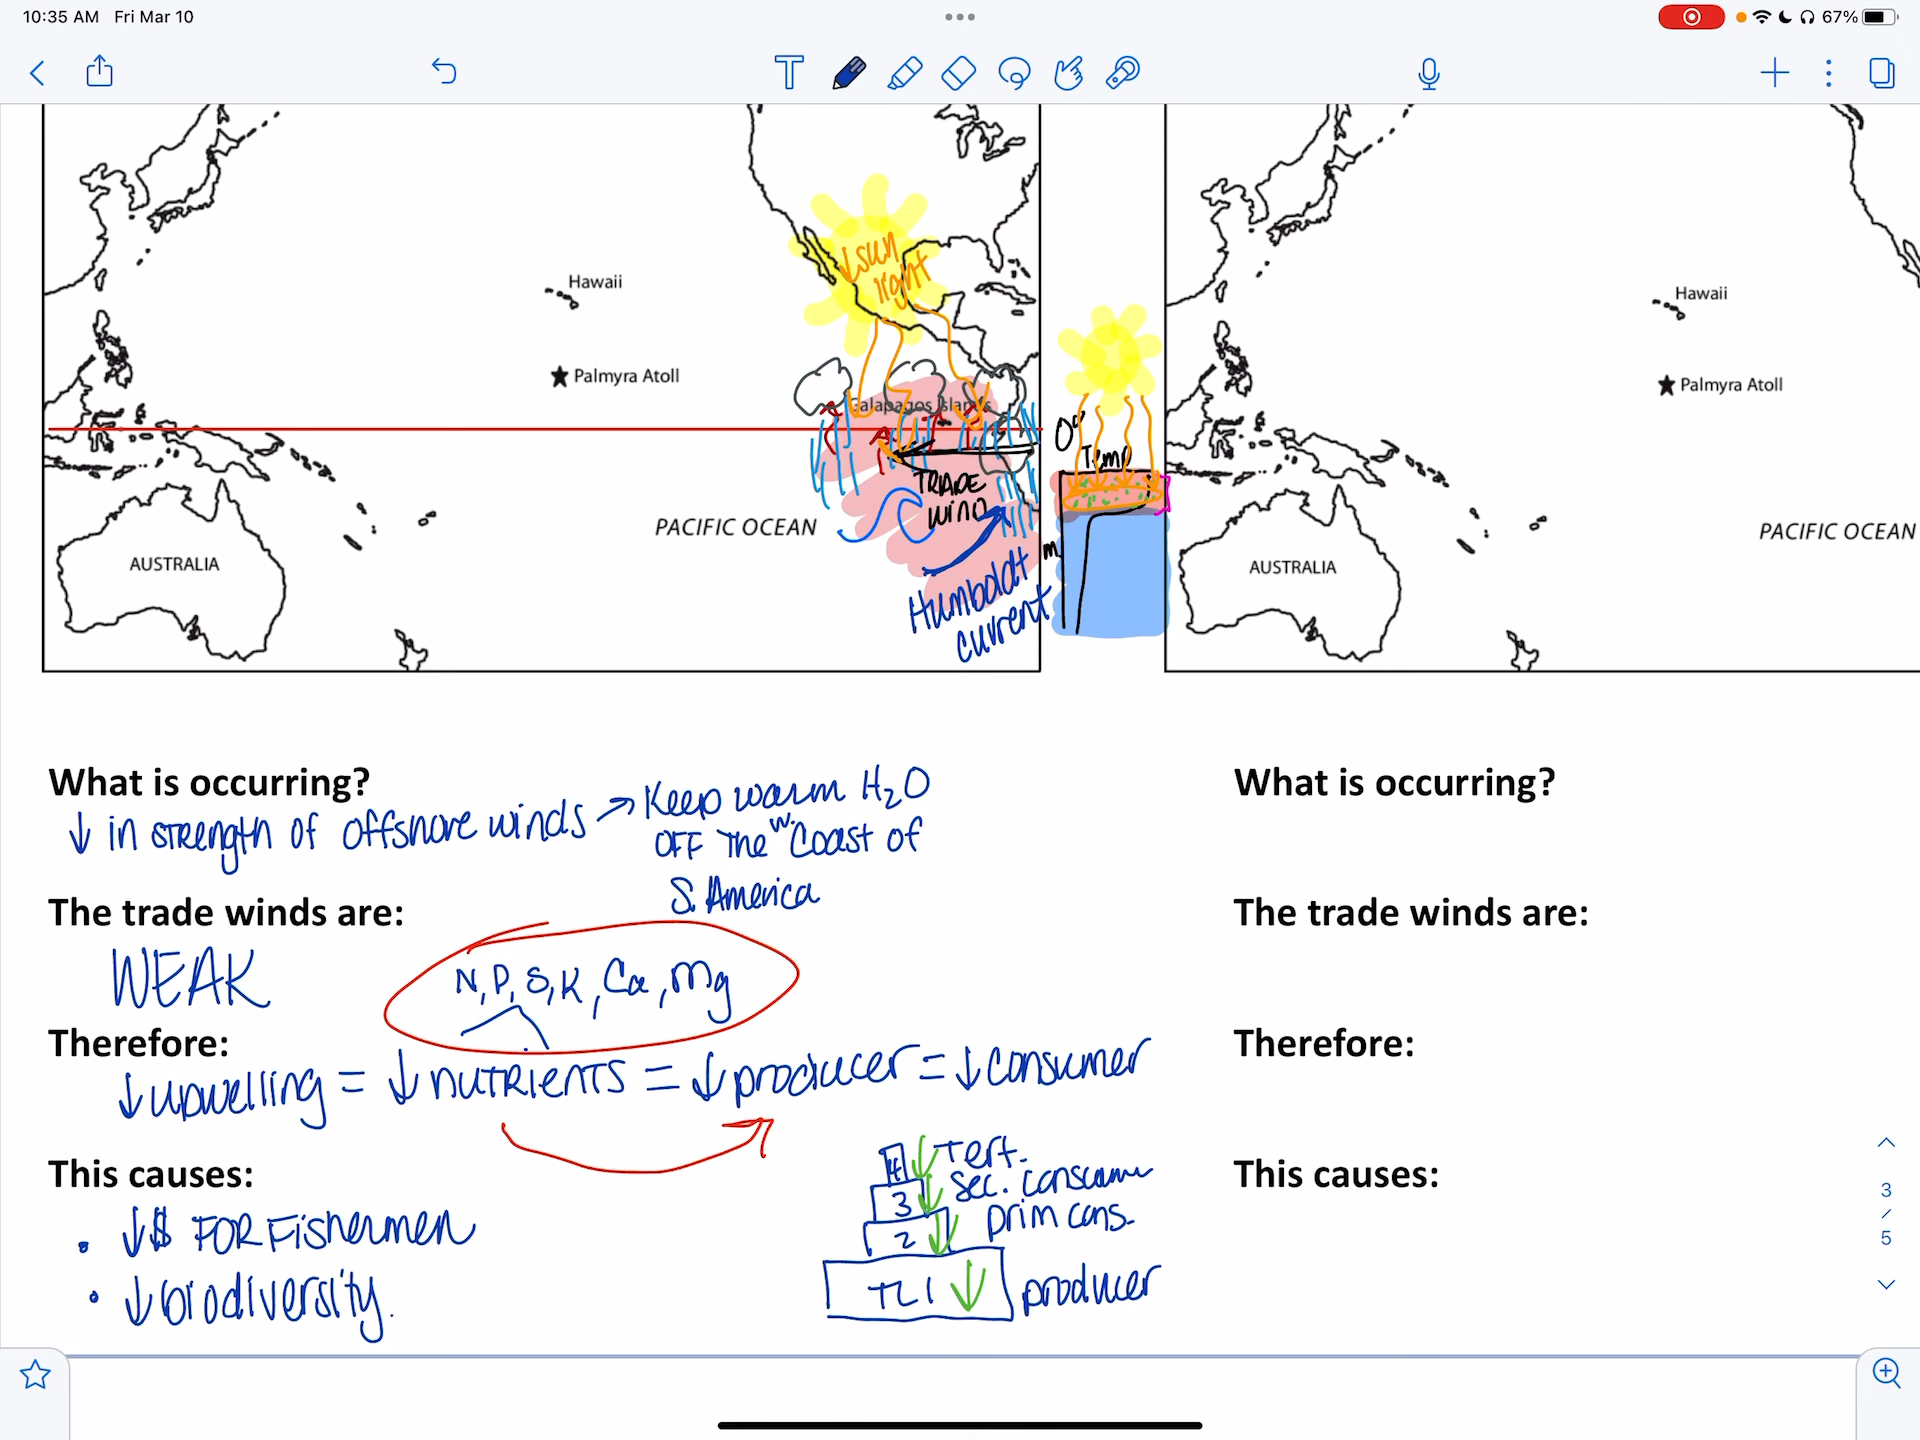 10:35 AM Fri Mar 10
67%
T
Hawaii
Palmyra Atoll
↓sun
light
Galapagos Islands
0°
Temp
TRADE
WIND
PACIFIC OCEAN
m
AUSTRALIA
Humboldt
current
Hawaii
Palmyra Atoll
PACIFIC OCEAN
AUSTRALIA
What is occurring?
↓ in strength of offshore winds → Keep warm H2O
OFF The w. Coast of
S. America
The trade winds are:
WEAK
N, P, S, K, Ca, Mg
Therefore:
↓ upwelling = ↓ nutrients = ↓ producer = ↓ consumer
This causes:
• ↓$ FOR Fishermen
• ↓ biodiversity.
4 ↓ Tert.
3 ↓ Sec. consume
2 ↓ prim cons.
TL1 ↓ producer
What is occurring?
The trade winds are:
Therefore:
This causes:
3
/
5